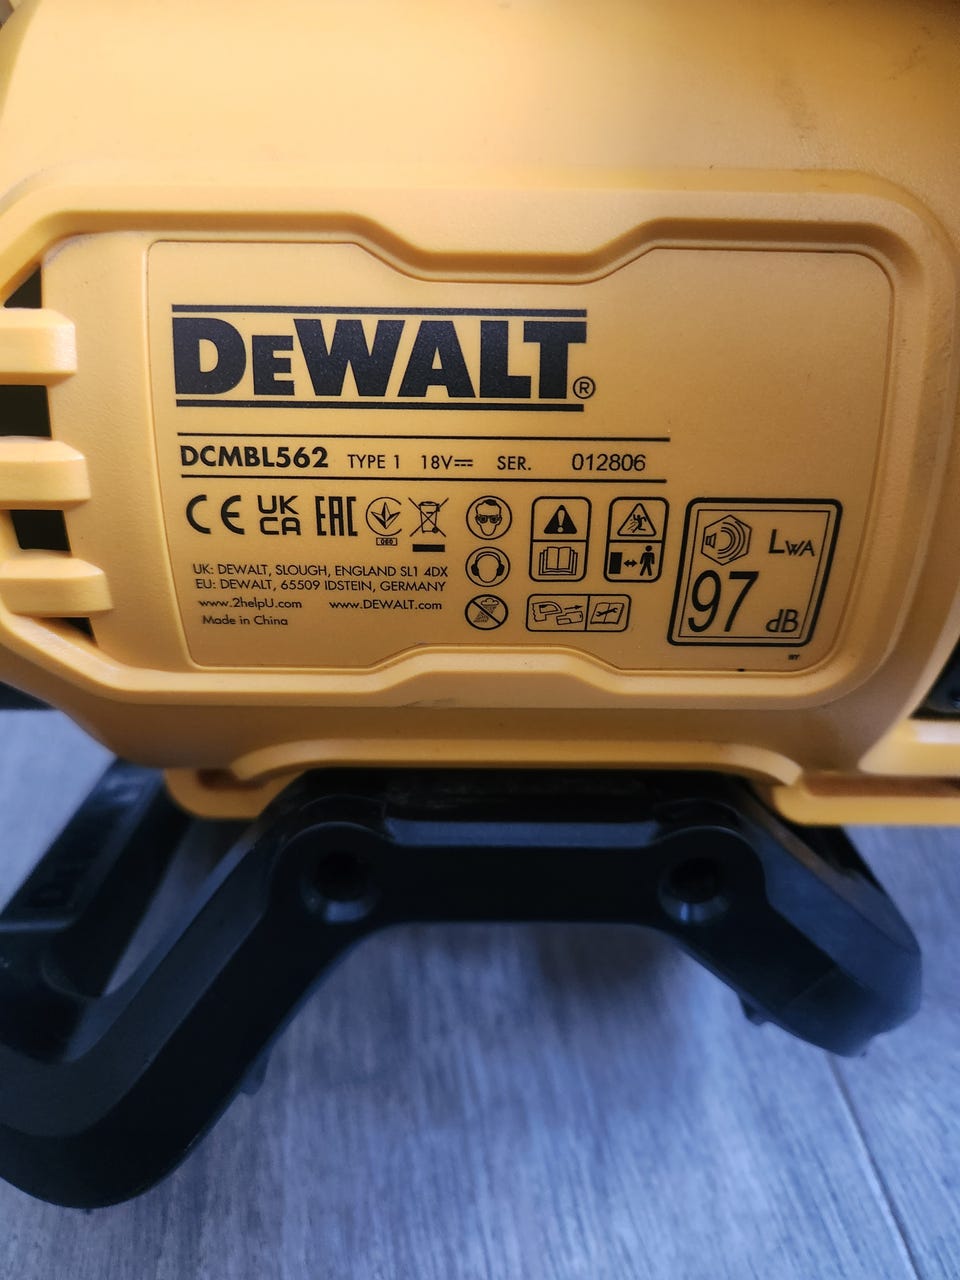 DEWALT®
DCMBL562 TYPE 1 18V SER. 012806
CE UK CA EAC
UK: DEWALT, SLOUGH, ENGLAND SL1 4DX
EU: DEWALT, 65509 IDSTEIN, GERMANY
www.2helpU.com www.DEWALT.com
Made in China
LWA
97 dB